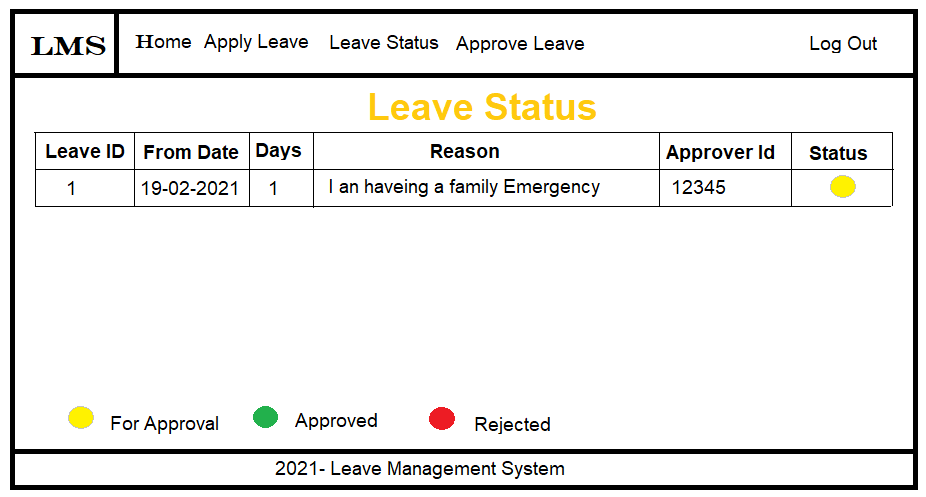 LMS Home Apply Leave Leave Status Approve Leave Log Out
Leave Status
Leave ID From Date Days Reason Approver Id Status
1 19-02-2021 1 I an haveing a family Emergency 12345
For Approval Approved Rejected
2021- Leave Management System